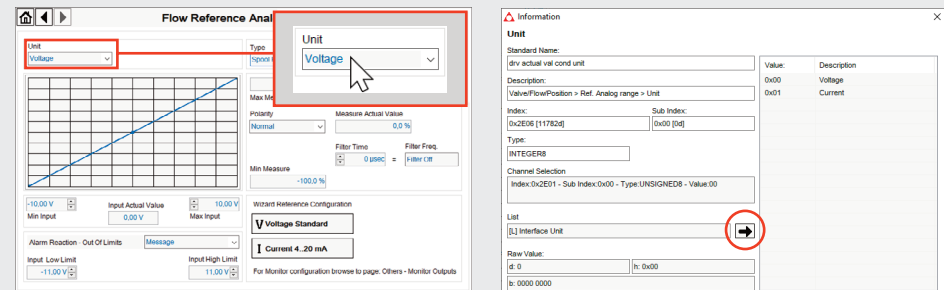 Flow Reference Anal
Unit
Voltage
Unit
Voltage
Type
Spool
Polarity
Normal
Measure Actual Value
0,0 %
Filter Time
0 µsec
=
Filter Freq.
Filter Off
Min Measure
-100,0 %
-10,00 V
Min Input
Input Actual Value
0,00 V
10,00 V
Max Input
Wizard Reference Configuration
V Voltage Standard
I Current 4..20 mA
Alarm Reaction - Out Of Limits
Message
Input Low Limit
-11,00 V
Input High Limit
11,00 V
For Monitor configuration browse to page: Others - Monitor Outputs
Information
Unit
Standard Name:
drv actual val cond unit
Description:
Valve/FlowPosition > Ref. Analog range > Unit
Index:
0x2E06 [11782d]
Sub Index:
0x00 [0d]
Type:
INTEGER8
Channel Selection
Index:0x2E01 - Sub Index:0x00 - Type:UNSIGNED8 - Value:00
List
[L] Interface Unit
Raw Value:
d: 0
h: 0x00
b: 0000 0000
Value: Description
0x00 Voltage
0x01 Current